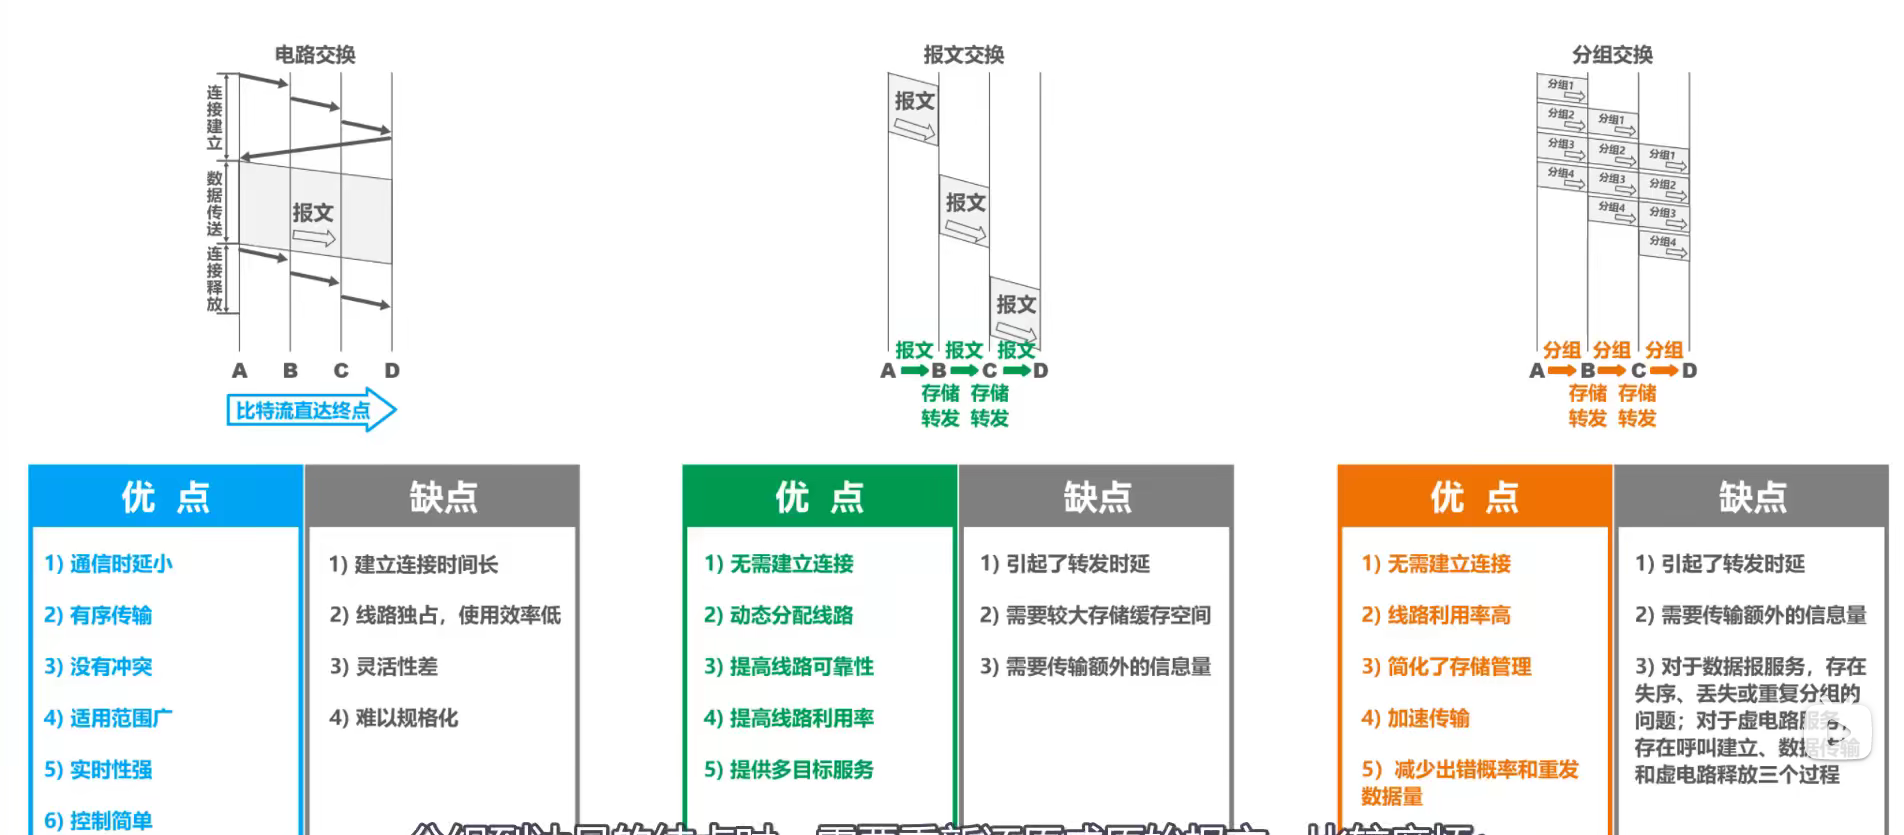 电路交换
连接建立
数据传送
连接释放
报文
A B C D
比特流直达终点
报文交换
报文
报文
报文
报文 报文 报文
A B C D
存储 存储
转发 转发
分组交换
分组1
分组2 分组1
分组3 分组2 分组1
分组4 分组3 分组2
分组4 分组3
分组4
分组 分组 分组
A B C D
存储 存储
转发 转发
优 点
1) 通信时延小
2) 有序传输
3) 没有冲突
4) 适用范围广
5) 实时性强
6) 控制简单
缺点
1) 建立连接时间长
2) 线路独占，使用效率低
3) 灵活性差
4) 难以规格化
优 点
1) 无需建立连接
2) 动态分配线路
3) 提高线路可靠性
4) 提高线路利用率
5) 提供多目标服务
缺点
1) 引起了转发时延
2) 需要较大存储缓存空间
3) 需要传输额外的信息量
优 点
1) 无需建立连接
2) 线路利用率高
3) 简化了存储管理
4) 加速传输
5) 减少出错概率和重发
数据量
缺点
1) 引起了转发时延
2) 需要传输额外的信息量
3) 对于数据报服务，存在
失序、丢失或重复分组的
问题；对于虚电路服务，
存在呼叫建立、数据传输
和虚电路释放三个过程